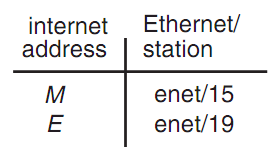 internet Ethernet/
address station
M enet/15
E enet/19